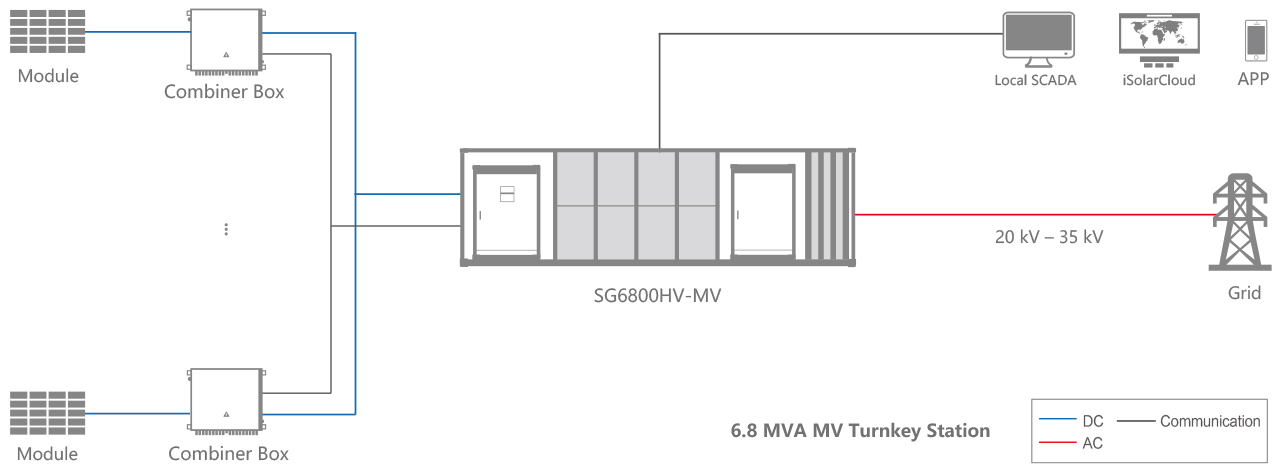 Module
Combiner Box
Local SCADA
iSolarCloud
APP
20 kV – 35 kV
SG6800HV-MV
Grid
Module
Combiner Box
6.8 MVA MV Turnkey Station
DC
Communication
AC